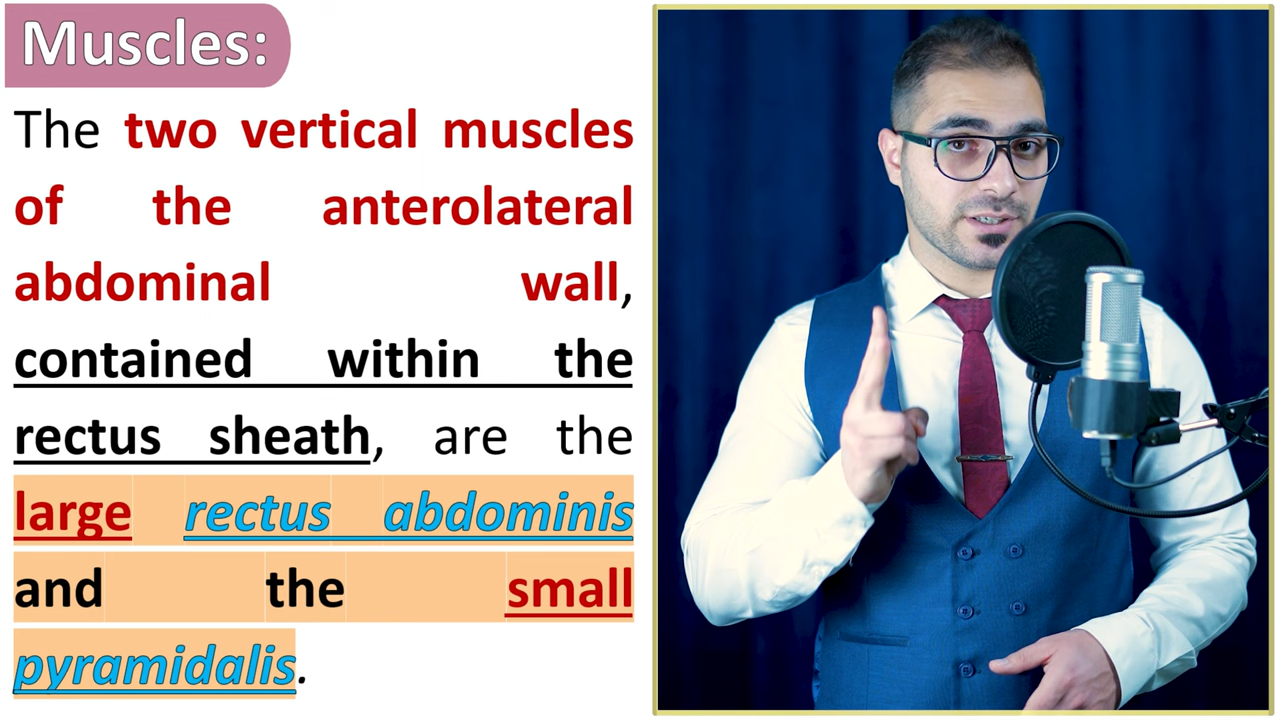 Muscles:
The two vertical muscles
of the anterolateral
abdominal wall,
contained within the
rectus sheath, are the
large rectus abdominis
and the small
pyramidalis.